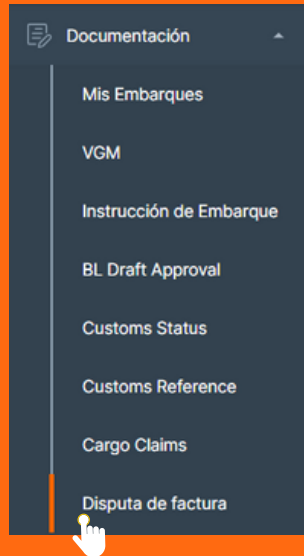 Documentación
Mis Embarques
VGM
Instrucción de Embarque
BL Draft Approval
Customs Status
Customs Reference
Cargo Claims
Disputa de factura